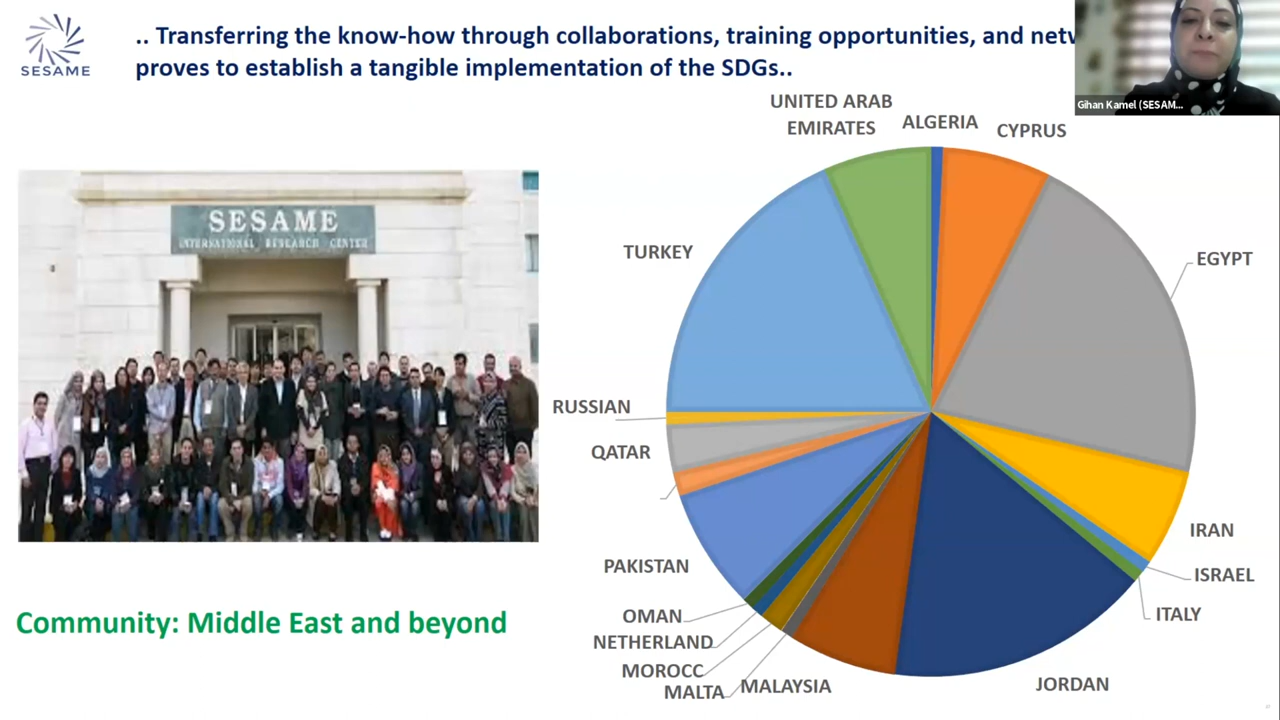 .. Transferring the know-how through collaborations, training opportunities, and netw
proves to establish a tangible implementation of the SDGs..
SESAME
Gihan Kamel (SESAM...
UNITED ARAB
EMIRATES
ALGERIA
CYPRUS
TURKEY
EGYPT
SESAME
INTERNATIONAL RESEARCH CENTER
RUSSIAN
QATAR
IRAN
PAKISTAN
ISRAEL
OMAN
ITALY
NETHERLAND
MOROCC
MALTA
MALAYSIA
JORDAN
Community: Middle East and beyond